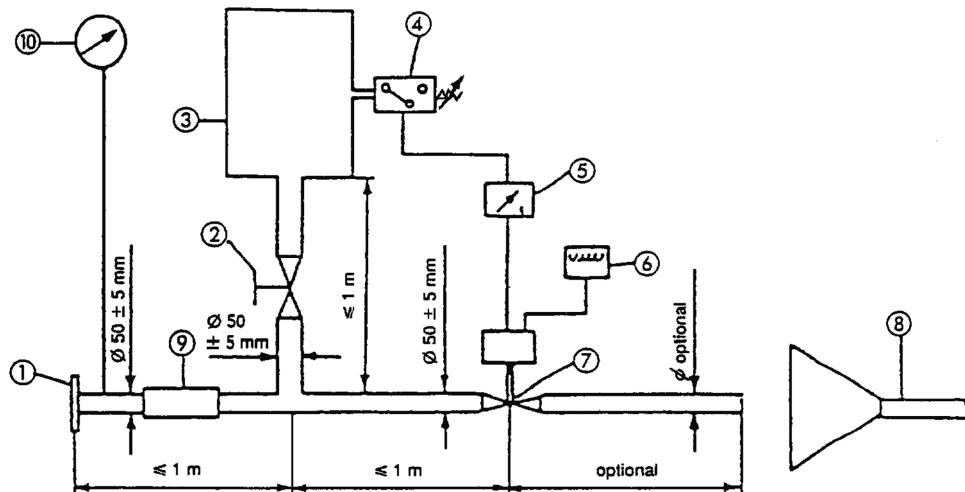 ⑩
④
③
⑤
②
⑥
Ø 50 ± 5 mm
⩽ 1 m
Ø 50 ± 5 mm
Ø optional
Ø 50
± 5 mm
①
⑨
⑦
⑧
⩽ 1 m
⩽ 1 m
optional